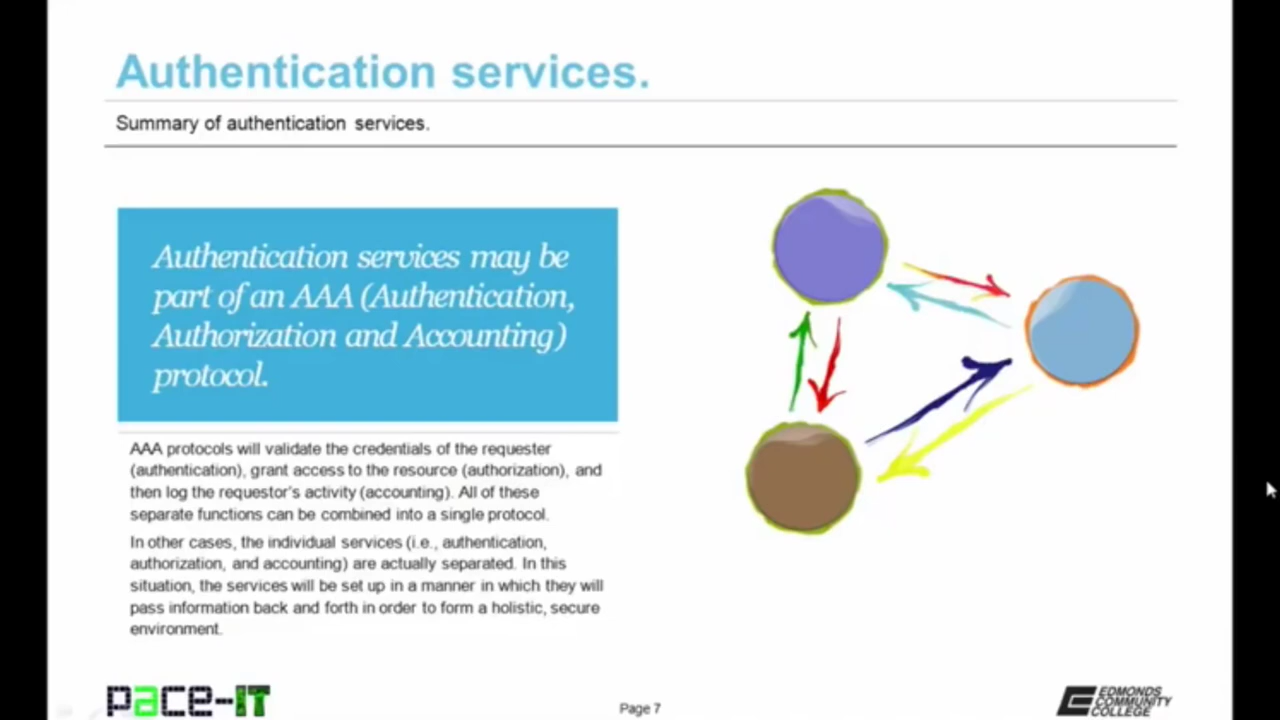 Authentication services.
Summary of authentication services.
Authentication services may be
part of an AAA (Authentication,
Authorization and Accounting)
protocol.
AAA protocols will validate the credentials of the requester
(authentication), grant access to the resource (authorization), and
then log the requestor's activity (accounting). All of these
separate functions can be combined into a single protocol.
In other cases, the individual services (i.e., authentication,
authorization, and accounting) are actually separated. In this
situation, the services will be set up in a manner in which they will
pass information back and forth in order to form a holistic, secure
environment.
pace-IT
Page 7
EDMONDS
COMMUNITY
COLLEGE